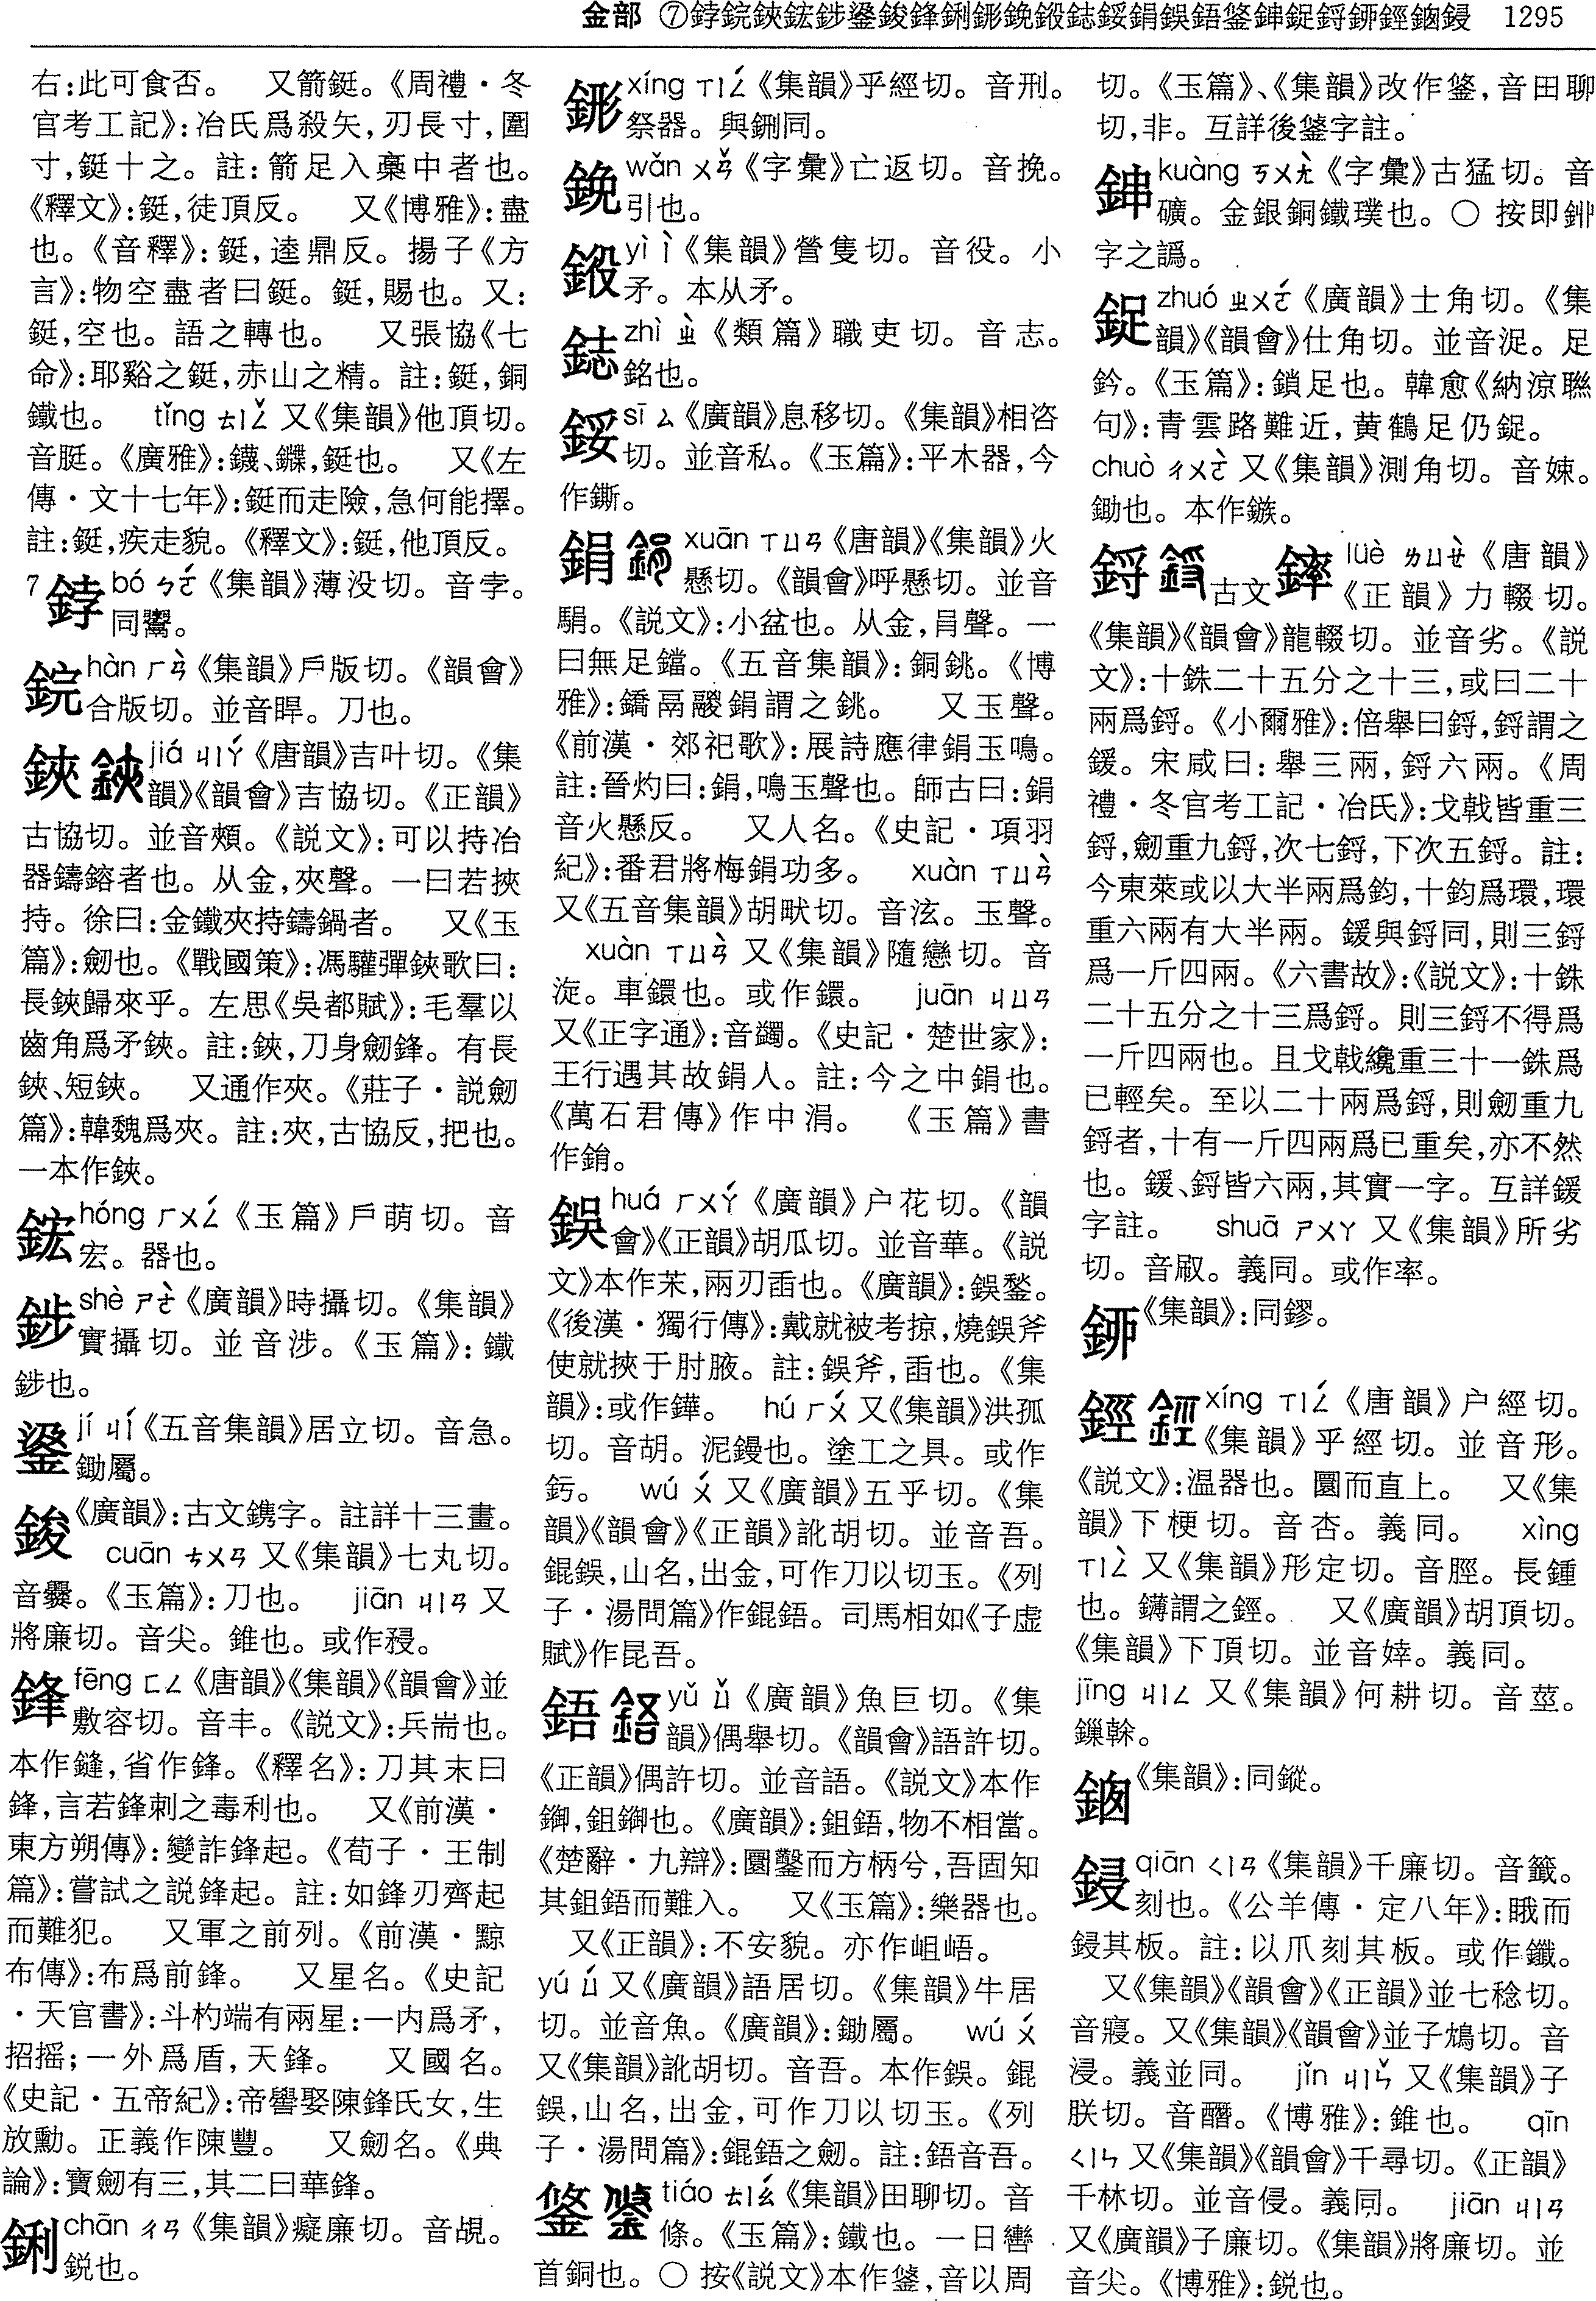 金部 ⑦鋍鋎鋏鋐鋑鋒鋓鋔 1295
右:此可食否。 又箭鋌。《周禮·冬
官考工記》:冶氏爲殺矢,刃長寸,圍
寸,鋌十之。註:箭足入槀中者也。
《釋文》:鋌,徒頂反。 又《博雅》:盡
也。《音釋》:鋌,逵鼎反。揚子《方
言》:物空盡者曰鋌。鋌,賜也。又:
鋌,空也。語之轉也。 又張協《七
命》:耶谿之鋌,赤山之精。註:鋌,銅
鐵也。 tǐng ㄊㄧㄥˇ 又《集韻》他頂切。
音脡。《廣雅》:鑖、鐷,鋌也。 又《左
傳·文十七年》:鋌而走險,急何能擇。
註:鋌,疾走貌。《釋文》:鋌,他頂反。
7 鋍 bó ㄅㄛˊ《集韻》薄没切。音孛。
同鬻。
鋎 hàn ㄏㄢˋ《集韻》戶版切。《韻會》
合版切。並音睅。刀也。
鋏 jiá ㄐㄧㄚˊ《唐韻》吉叶切。《集
韻》《韻會》吉協切。《正韻》
古協切。並音頰。《説文》:可以持冶
器鑄鎔者也。从金,夾聲。一曰若挾
持。徐曰:金鐵夾持鑄鍋者。 又《玉
篇》:劒也。《戰國策》:馮驩彈鋏歌曰:
長鋏歸來乎。左思《吳都賦》:毛羣以
齒角爲矛鋏。註:鋏,刀身劒鋒。有長
鋏、短鋏。 又通作夾。《莊子·説劒
篇》:韓魏爲夾。註:夾,古協反,把也。
一本作鋏。
鋐 hóng ㄏㄨㄥˊ《玉篇》戶萌切。音
宏。器也。
shè ㄕㄜˋ《廣韻》時攝切。《集韻》
實攝切。並音涉。《玉篇》:鐵
也。
jí ㄐㄧˊ《五音集韻》居立切。音急。
鋤屬。
鋑《廣韻》:古文鐫字。註詳十三畫。
cuān ㄘㄨㄢ 又《集韻》七丸切。
音爨。《玉篇》:刀也。 jiān ㄐㄧㄢ 又
將廉切。音尖。錐也。或作䤈。
鋒 fēng ㄈㄥ《唐韻》《集韻》《韻會》並
敷容切。音丰。《説文》:兵耑也。
本作鏠,省作鋒。《釋名》:刀其末曰
鋒,言若鋒刺之毒利也。 又《前漢·
東方朔傳》:變詐鋒起。《荀子·王制
篇》:嘗試之説鋒起。註:如鋒刃齊起
而難犯。 又軍之前列。《前漢·黥
布傳》:布爲前鋒。 又星名。《史記
·天官書》:斗杓端有兩星:一内爲矛,
招摇;一外爲盾,天鋒。 又國名。
《史記·五帝紀》:帝嚳娶陳鋒氏女,生
放勳。正義作陳豐。 又劒名。《典
論》:寶劒有三,其二曰華鋒。
鋓 chān ㄔㄢ《集韻》癡廉切。音覘。
鋭也。
xíng ㄒㄧㄥˊ《集韻》乎經切。音刑。
祭器。與鉶同。
wǎn ㄨㄢˇ《字彙》亡返切。音挽。
引也。
yì ㄧˋ《集韻》營隻切。音役。小
矛。本从矛。
鋕 zhì ㄓˋ《類篇》職吏切。音志。
銘也。
sī ㄙ《廣韻》息移切。《集韻》相咨
切。並音私。《玉篇》:平木器,今
作鐁。
鋗 xuān ㄒㄩㄢ《唐韻》《集韻》火
懸切。《韻會》呼懸切。並音
駽。《説文》:小盆也。从金,肙聲。一
曰無足鐺。《五音集韻》:銅銚。《博
雅》:鐈鬲鬷鋗謂之銚。 又玉聲。
《前漢·郊祀歌》:展詩應律鋗玉鳴。
註:晉灼曰:鋗,鳴玉聲也。師古曰:鋗
音火懸反。 又人名。《史記·項羽
紀》:番君將梅鋗功多。 xuàn ㄒㄩㄢˋ
又《五音集韻》胡畎切。音泫。玉聲。
xuàn ㄒㄩㄢˋ 又《集韻》隨戀切。音
淀。車鐶也。或作鐶。 juān ㄐㄩㄢ
又《正字通》:音蠲。《史記·楚世家》:
王行遇其故鋗人。註:今之中鋗也。
《萬石君傳》作中涓。 《玉篇》書
作鋗。
鋘 huá ㄏㄨㄚˊ《廣韻》户花切。《韻
會》《正韻》胡瓜切。並音華。《説
文》本作茉,兩刃臿也。《廣韻》:鋘鍫。
《後漢·獨行傳》:戴就被考掠,燒鋘斧
使就挾于肘腋。註:鋘斧,臿也。《集
韻》:或作鏵。 hú ㄏㄨˊ 又《集韻》洪孤
切。音胡。泥鏝也。塗工之具。或作
釫。 wú ㄨˊ 又《廣韻》五乎切。《集
韻》《韻會》《正韻》訛胡切。並音吾。
錕鋘,山名,出金,可作刀以切玉。《列
子·湯問篇》作錕鋙。司馬相如《子虛
賦》作昆吾。
鋙 yǔ ㄩˇ《廣韻》魚巨切。《集
韻》偶舉切。《韻會》語許切。
《正韻》偶許切。並音語。《説文》本作
鋤,鉏鋤也。《廣韻》:鉏鋙,物不相當。
《楚辭·九辯》:圜鑿而方枘兮,吾固知
其鉏鋙而難入。 又《玉篇》:樂器也。
又《正韻》:不安貌。亦作岨峿。
yú ㄩˊ 又《廣韻》語居切。《集韻》牛居
切。並音魚。《廣韻》:鋤屬。 wú ㄨˊ
又《集韻》訛胡切。音吾。本作鋘。錕
鋘,山名,出金,可作刀以切玉。《列
子·湯問篇》:錕鋙之劒。註:鋙音吾。
鋚 tiáo ㄊㄧㄠˊ《集韻》田聊切。音
條。《玉篇》:鐵也。一曰轡
首銅也。○ 按《説文》本作鋚,音以周
切。《玉篇》、《集韻》改作鋚,音田聊
切,非。互詳後鎥字註。
kuàng ㄎㄨㄤˋ《字彙》古猛切。音
礦。金銀銅鐵璞也。○ 按即鉚
字之譌。
鋜 zhuó ㄓㄨㄛˊ《廣韻》士角切。《集
韻》《韻會》仕角切。並音浞。足
鈐。《玉篇》:鎖足也。韓愈《納涼聯
句》:青雲路難近,黄鶴足仍鋜。
chuò ㄔㄨㄛˋ 又《集韻》測角切。音娕。
鋤也。本作鏃。
鋝 古文 lüè ㄌㄩㄝˋ《唐韻》
《正韻》力輟切。
《集韻》《韻會》龍輟切。並音劣。《説
文》:十銖二十五分之十三,或曰二十
兩爲鋝。《小爾雅》:倍舉曰鋝,鋝謂之
鍰。宋咸曰:舉三兩,鋝六兩。《周
禮·冬官考工記·冶氏》:戈戟皆重三
鋝,劒重九鋝,次七鋝,下次五鋝。註:
今東萊或以大半兩爲鈞,十鈞爲環,環
重六兩有大半兩。鍰與鋝同,則三鋝
爲一斤四兩。《六書故》:《説文》:十銖
二十五分之十三爲鋝。則三鋝不得爲
一斤四兩也。且戈戟纔重三十一銖爲
已輕矣。至以二十兩爲鋝,則劒重九
鋝者,十有一斤四兩爲已重矣,亦不然
也。鍰、鋝皆六兩,其實一字。互詳鍰
字註。 shuā ㄕㄨㄚ 又《集韻》所劣
切。音㕞。義同。或作率。
《集韻》:同鏐。
鋞 xíng ㄒㄧㄥˊ《唐韻》户經切。
《集韻》乎經切。並音形。
《説文》:温器也。圜而直上。 又《集
韻》下梗切。音杏。義同。 xìng
ㄒㄧㄥˋ 又《集韻》形定切。音脛。長鍾
也。鏄謂之鋞。 又《廣韻》胡頂切。
《集韻》下頂切。並音婞。義同。
jīng ㄐㄧㄥ 又《集韻》何耕切。音莖。
鏁榦。
《集韻》:同鏦。
鋟 qiān ㄑㄧㄢ《集韻》千廉切。音籤。
刻也。《公羊傳·定八年》:睋而
鋟其板。註:以爪刻其板。或作鑯。
又《集韻》《韻會》《正韻》並七稔切。
音寢。又《集韻》《韻會》並子鴆切。音
浸。義並同。 jǐn ㄐㄧㄣˇ 又《集韻》子
朕切。音醋。《博雅》:錐也。 qīn
ㄑㄧㄣ 又《集韻》《韻會》千尋切。《正韻》
千林切。並音侵。義同。 jiān ㄐㄧㄢ
又《廣韻》子廉切。《集韻》將廉切。並
音尖。《博雅》:鋭也。